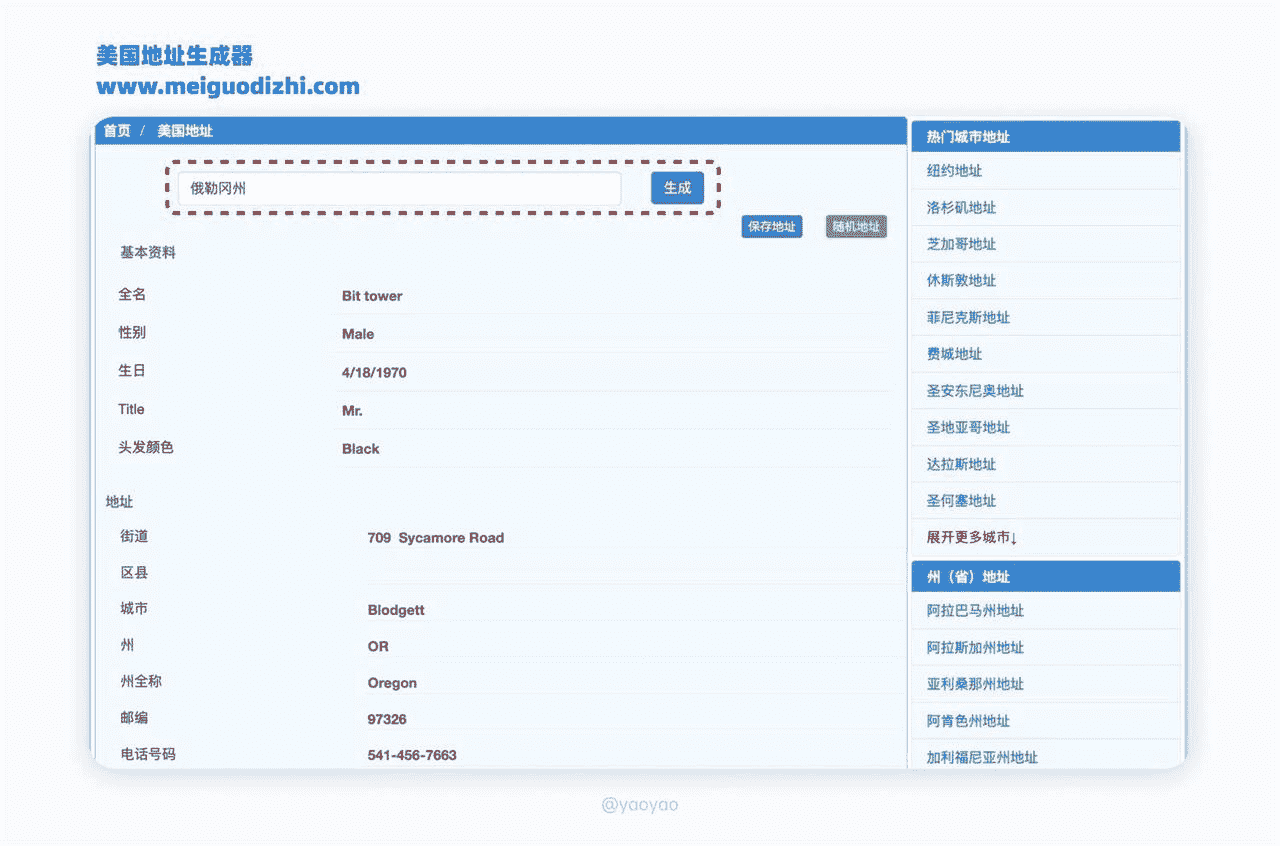 美国地址生成器
www.meiguodizhi.com
首页 / 美国地址
俄勒冈州 生成
保存地址 随机地址
基本资料
全名 Bit tower
性别 Male
生日 4/18/1970
Title Mr.
头发颜色 Black
地址
街道 709 Sycamore Road
区县
城市 Blodgett
州 OR
州全称 Oregon
邮编 97326
电话号码 541-456-7663
热门城市地址
纽约地址
洛杉矶地址
芝加哥地址
休斯敦地址
菲尼克斯地址
费城地址
圣安东尼奥地址
圣地亚哥地址
达拉斯地址
圣何塞地址
展开更多城市↓
州（省）地址
阿拉巴马州地址
阿拉斯加州地址
亚利桑那州地址
阿肯色州地址
加利福尼亚州地址
@yaoyao